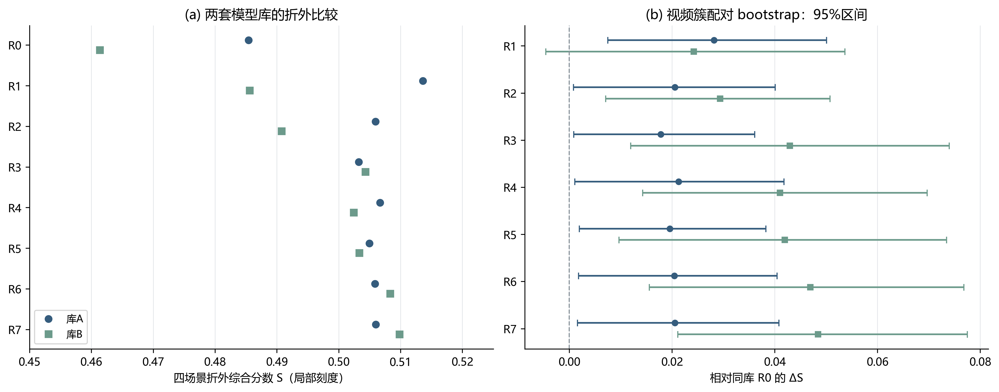 (a) 两套模型库的折外比较
R0
R1
R2
R3
R4
R5
R6
R7
库A
库B
0.45 0.46 0.47 0.48 0.49 0.50 0.51 0.52
四场景折外综合分数 S（局部刻度）
(b) 视频簇配对 bootstrap：95%区间
R1
R2
R3
R4
R5
R6
R7
0.00 0.02 0.04 0.06 0.08
相对同库 R0 的 ΔS